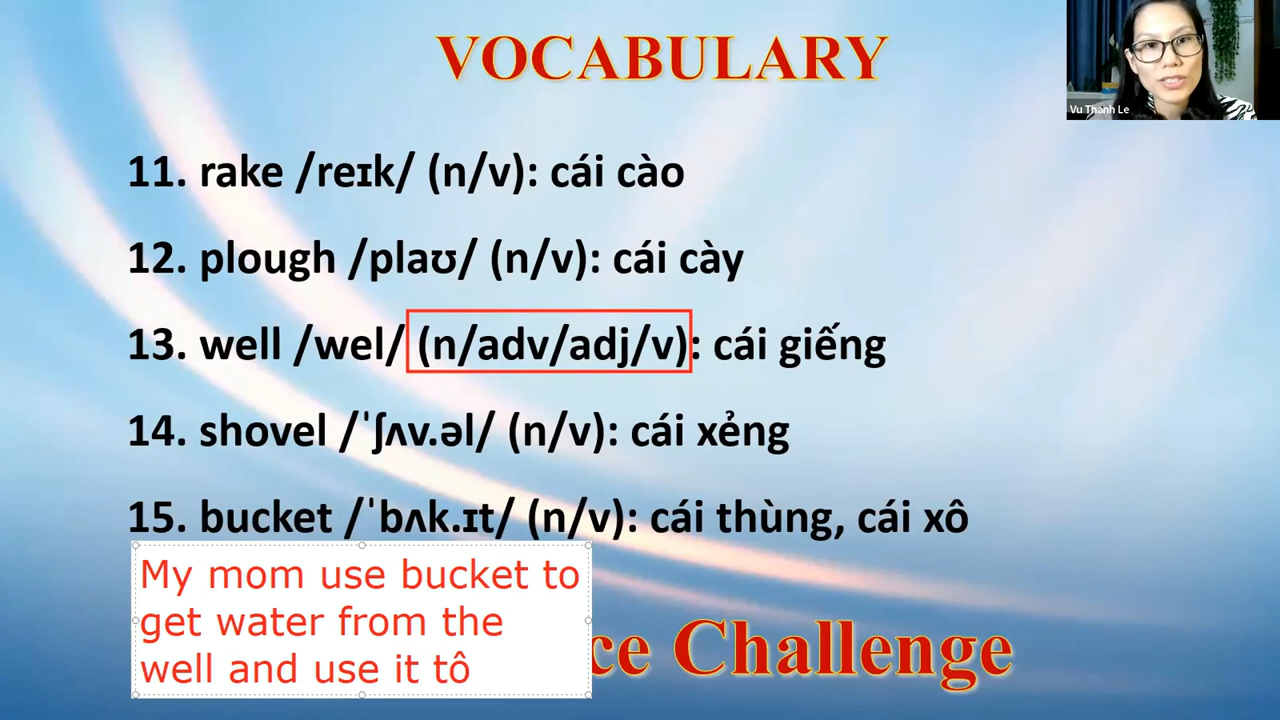 VOCABULARY
Vu Thanh Le
11. rake /reɪk/ (n/v): cái cào
12. plough /plaʊ/ (n/v): cái cày
13. well /wel/ (n/adv/adj/v): cái giếng
14. shovel /ˈʃʌv.əl/ (n/v): cái xẻng
15. bucket /ˈbʌk.ɪt/ (n/v): cái thùng, cái xô
My mom use bucket to
get water from the
well and use it tô
ce Challenge